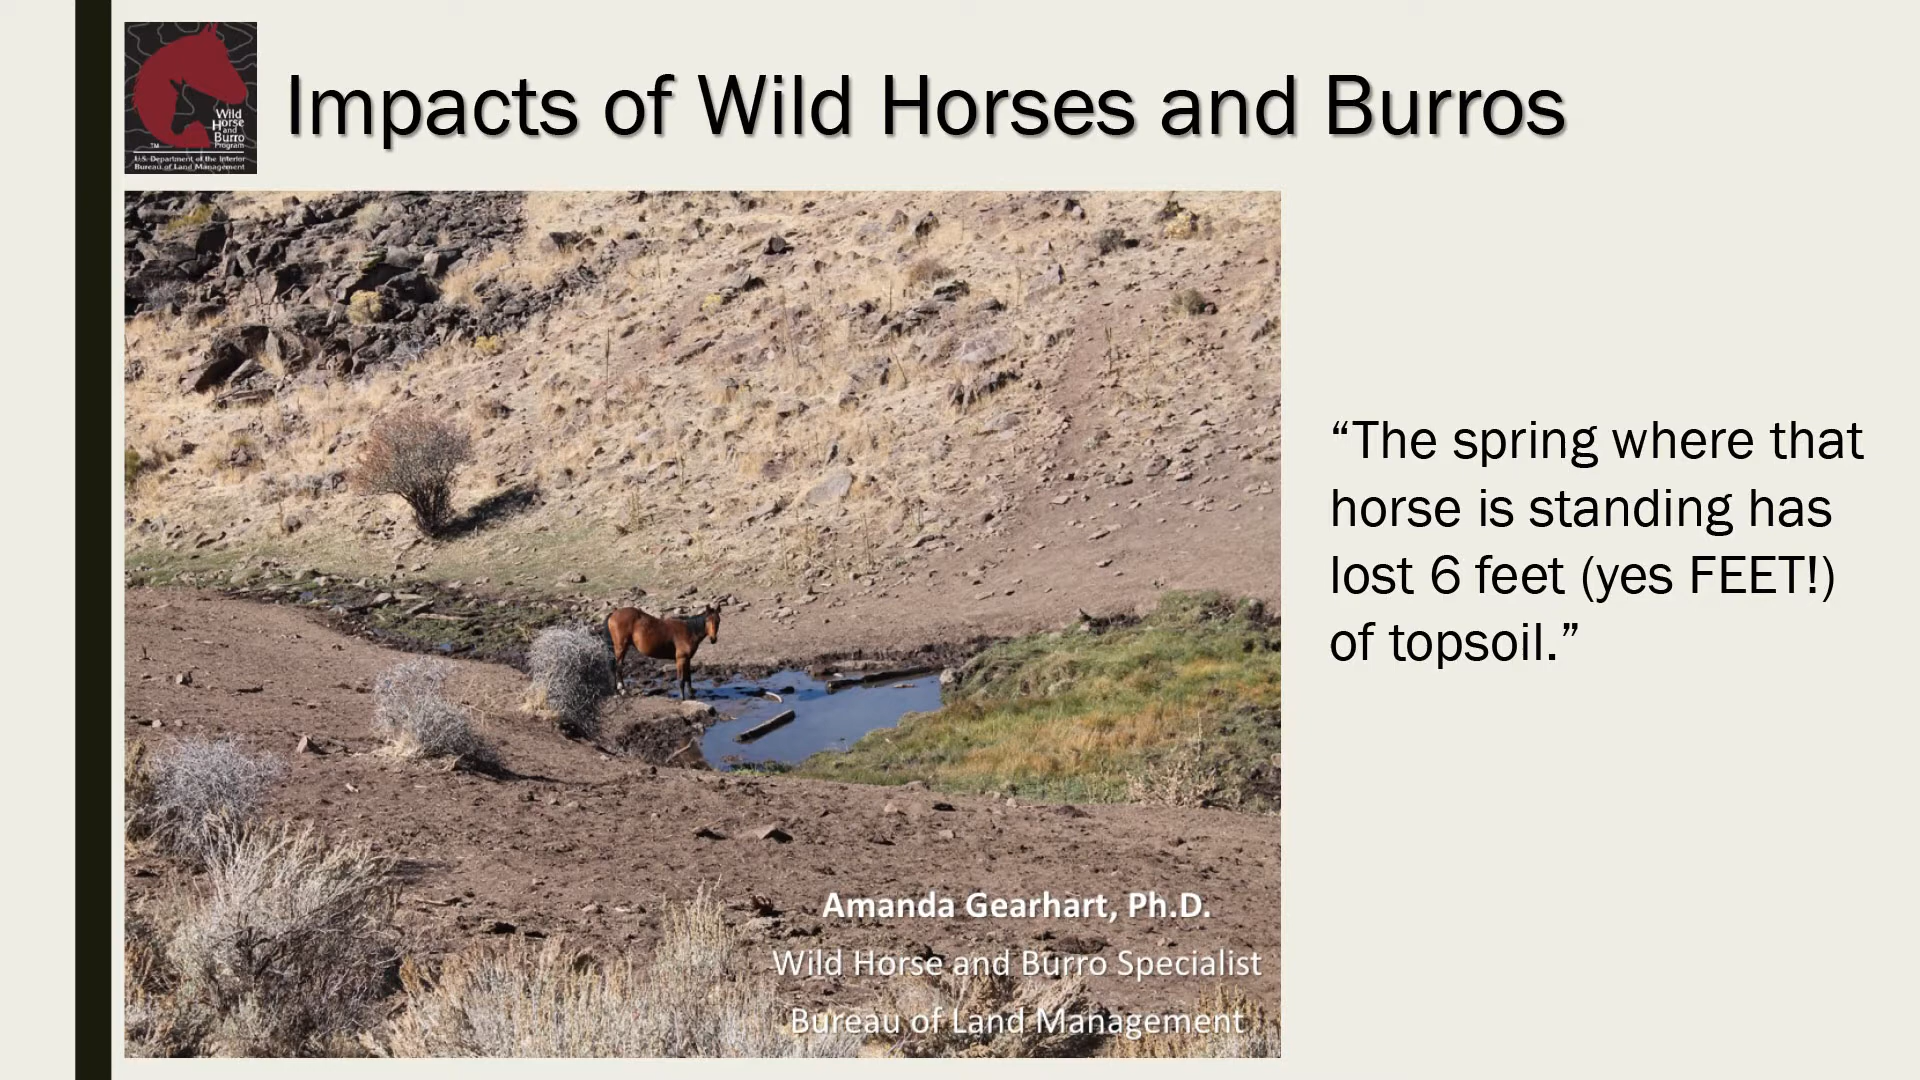 Wild
Horse
and
Burro
Program
TM
U.S. Department of the Interior
Bureau of Land Management
Impacts of Wild Horses and Burros
“The spring where that
horse is standing has
lost 6 feet (yes FEET!)
of topsoil.”
Amanda Gearhart, Ph.D.
Wild Horse and Burro Specialist
Bureau of Land Management